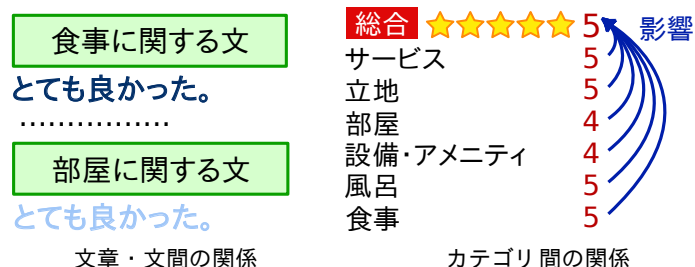 食事に関する文
とても良かった。
................
部屋に関する文
とても良かった。
文章・文間の関係
総合 ★★★★★ 5 影響
サービス 5
立地 5
部屋 4
設備・アメニティ 4
風呂 5
食事 5
カテゴリ間の関係